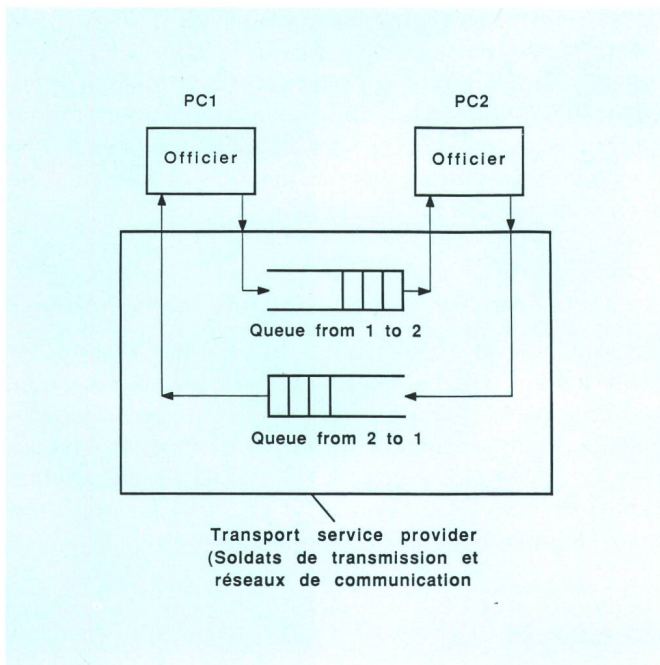 PC1
PC2
Officier
Officier
Queue from 1 to 2
Queue from 2 to 1
Transport service provider
(Soldats de transmission et
réseaux de communication